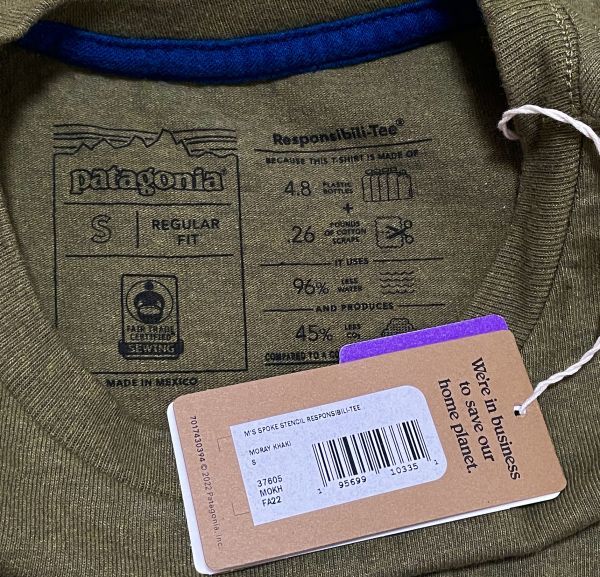 patagonia®
S
REGULAR
FIT
FAIR TRADE
CERTIFIED
SEWING
MADE IN MEXICO
Responsibili-Tee®
BECAUSE THIS T-SHIRT IS MADE OF
4.8 PLASTIC
BOTTLES
+
.26 POUNDS
OF COTTON
SCRAPS
IT USES
96% LESS
WATER
AND PRODUCES
45% LESS
CO₂
COMPARED TO A
We're in business
to save our
home planet.
M'S SPOKE STENCIL RESPONSIBILI-TEE
MORAY KHAKI
S
37605
MOKH
FA22
1 95699 10335 1
7017430394 © 2022 Patagonia, Inc.